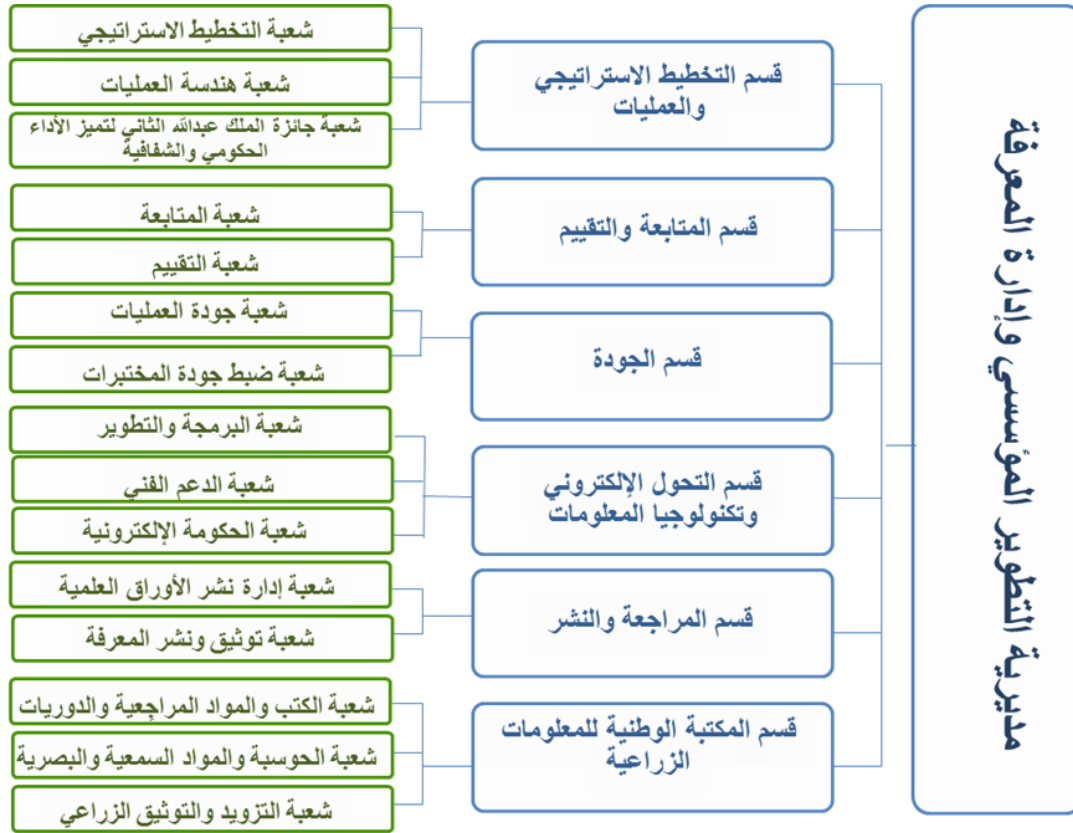 مديرية التطوير المؤسسي وإدارة المعرفة
قسم التخطيط الاستراتيجي
والعمليات
شعبة التخطيط الاستراتيجي
شعبة هندسة العمليات
شعبة جائزة الملك عبدالله الثاني لتميز الأداء
الحكومي والشفافية
قسم المتابعة والتقييم
شعبة المتابعة
شعبة التقييم
قسم الجودة
شعبة جودة العمليات
شعبة ضبط جودة المختبرات
قسم التحول الإلكتروني
وتكنولوجيا المعلومات
شعبة البرمجة والتطوير
شعبة الدعم الفني
شعبة الحكومة الإلكترونية
قسم المراجعة والنشر
شعبة إدارة نشر الأوراق العلمية
شعبة توثيق ونشر المعرفة
قسم المكتبة الوطنية للمعلومات
الزراعية
شعبة الكتب والمواد المراجعية والدوريات
شعبة الحوسبة والمواد السمعية والبصرية
شعبة التزويد والتوثيق الزراعي